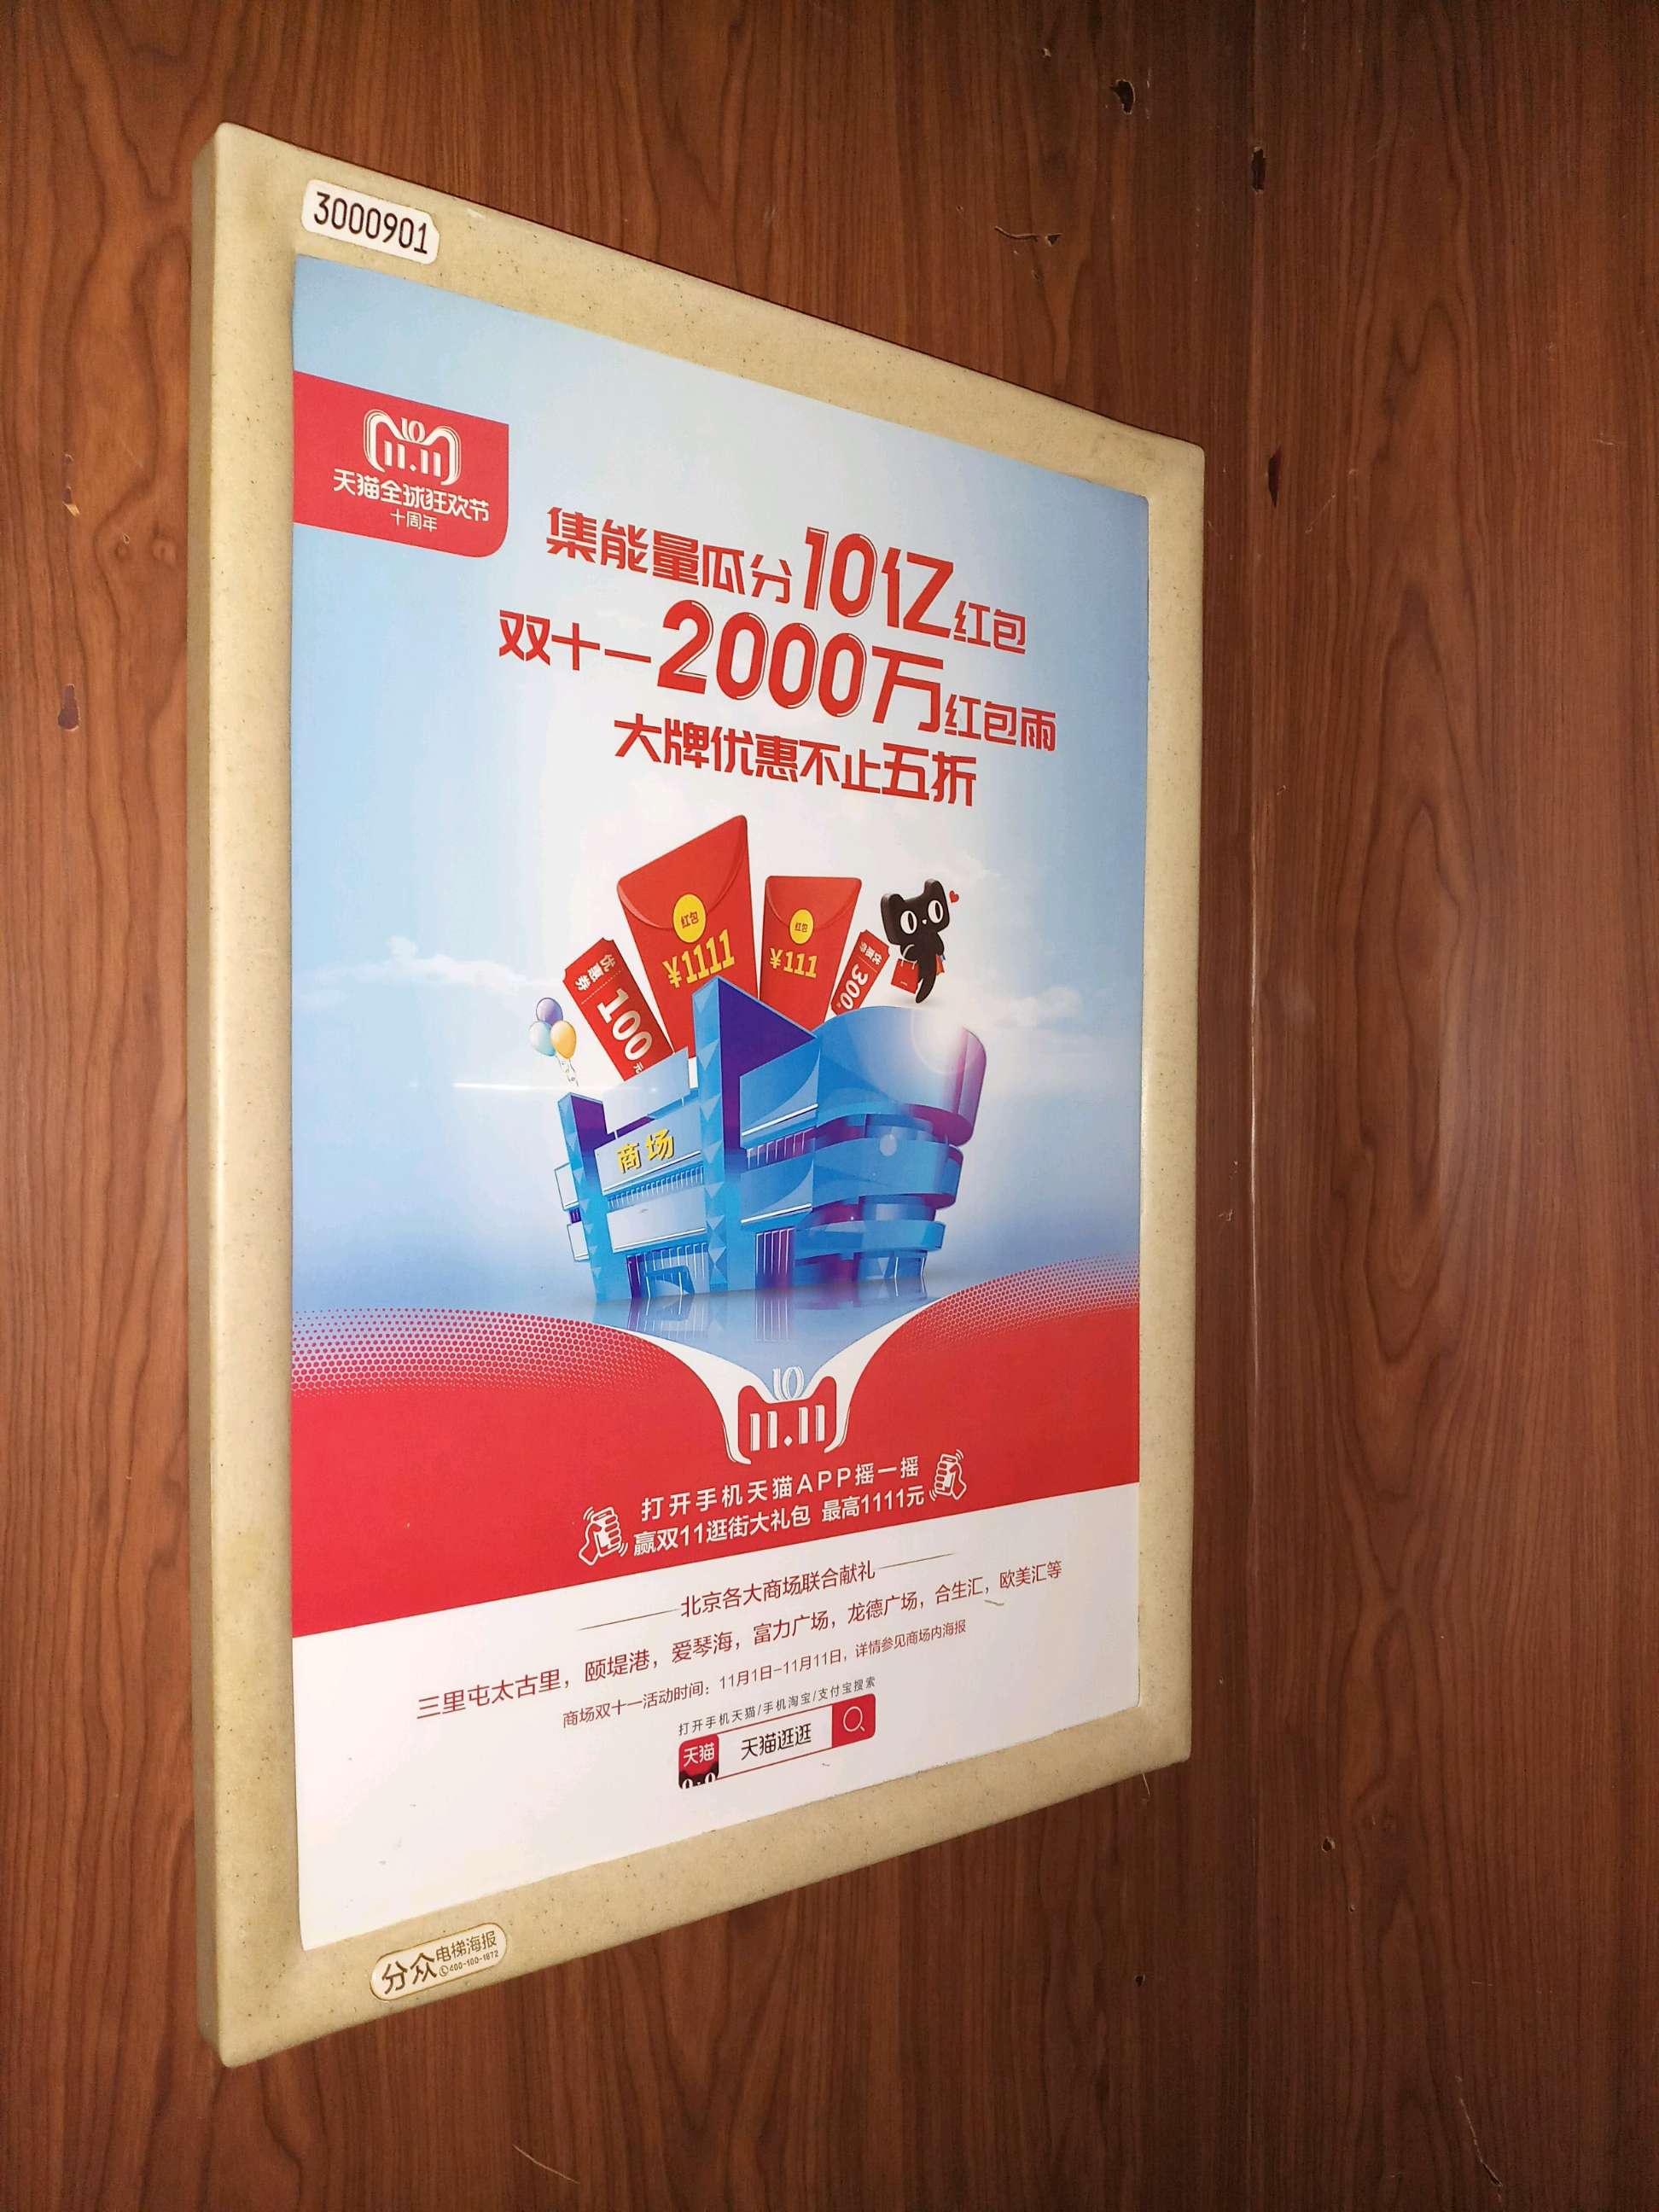 3000901
10
11.11
天猫全球狂欢节
十周年
集能量瓜分10亿红包
双十一2000万红包雨
大牌优惠不止五折
红包
¥1111
红包
¥111
优惠券
100元
300
商场
10
11.11
打开手机天猫APP摇一摇
赢双11逛街大礼包 最高1111元
北京各大商场联合献礼
三里屯太古里，颐堤港，爱琴海，富力广场，龙德广场，合生汇，欧美汇等
商场双十一活动时间：11月1日-11月11日，详情参见商场内海报
打开手机天猫/手机淘宝/支付宝搜索
天猫
天猫逛逛
分众
电梯海报
400-100-1872